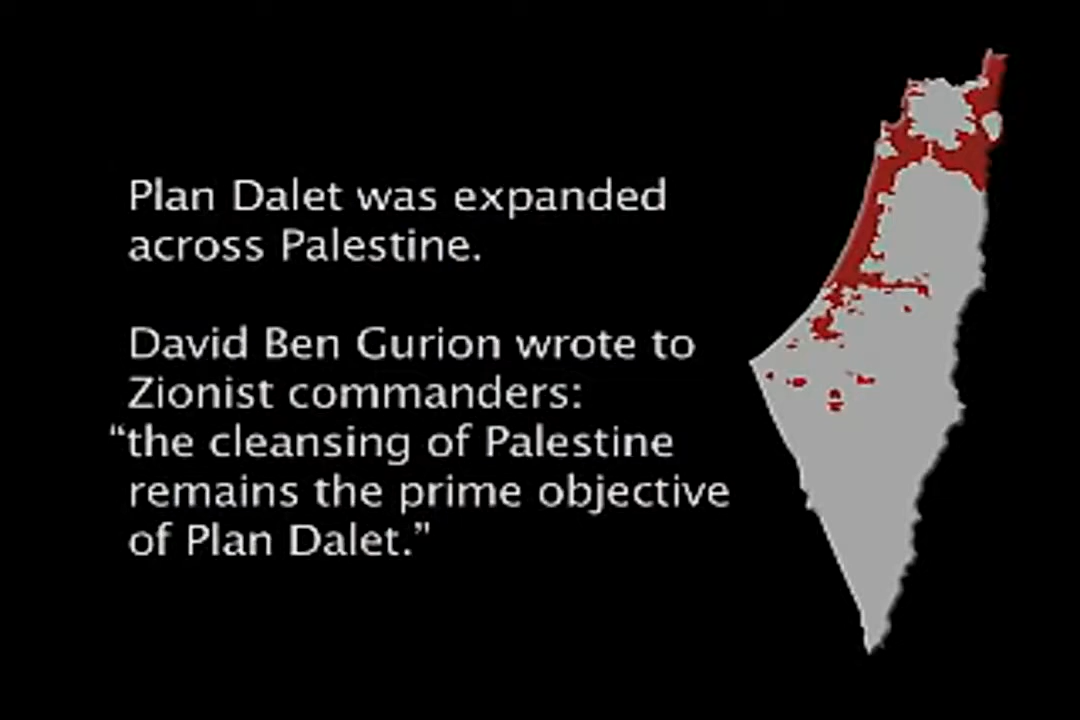 Plan Dalet was expanded
across Palestine.
David Ben Gurion wrote to
Zionist commanders:
“the cleansing of Palestine
remains the prime objective
of Plan Dalet.”